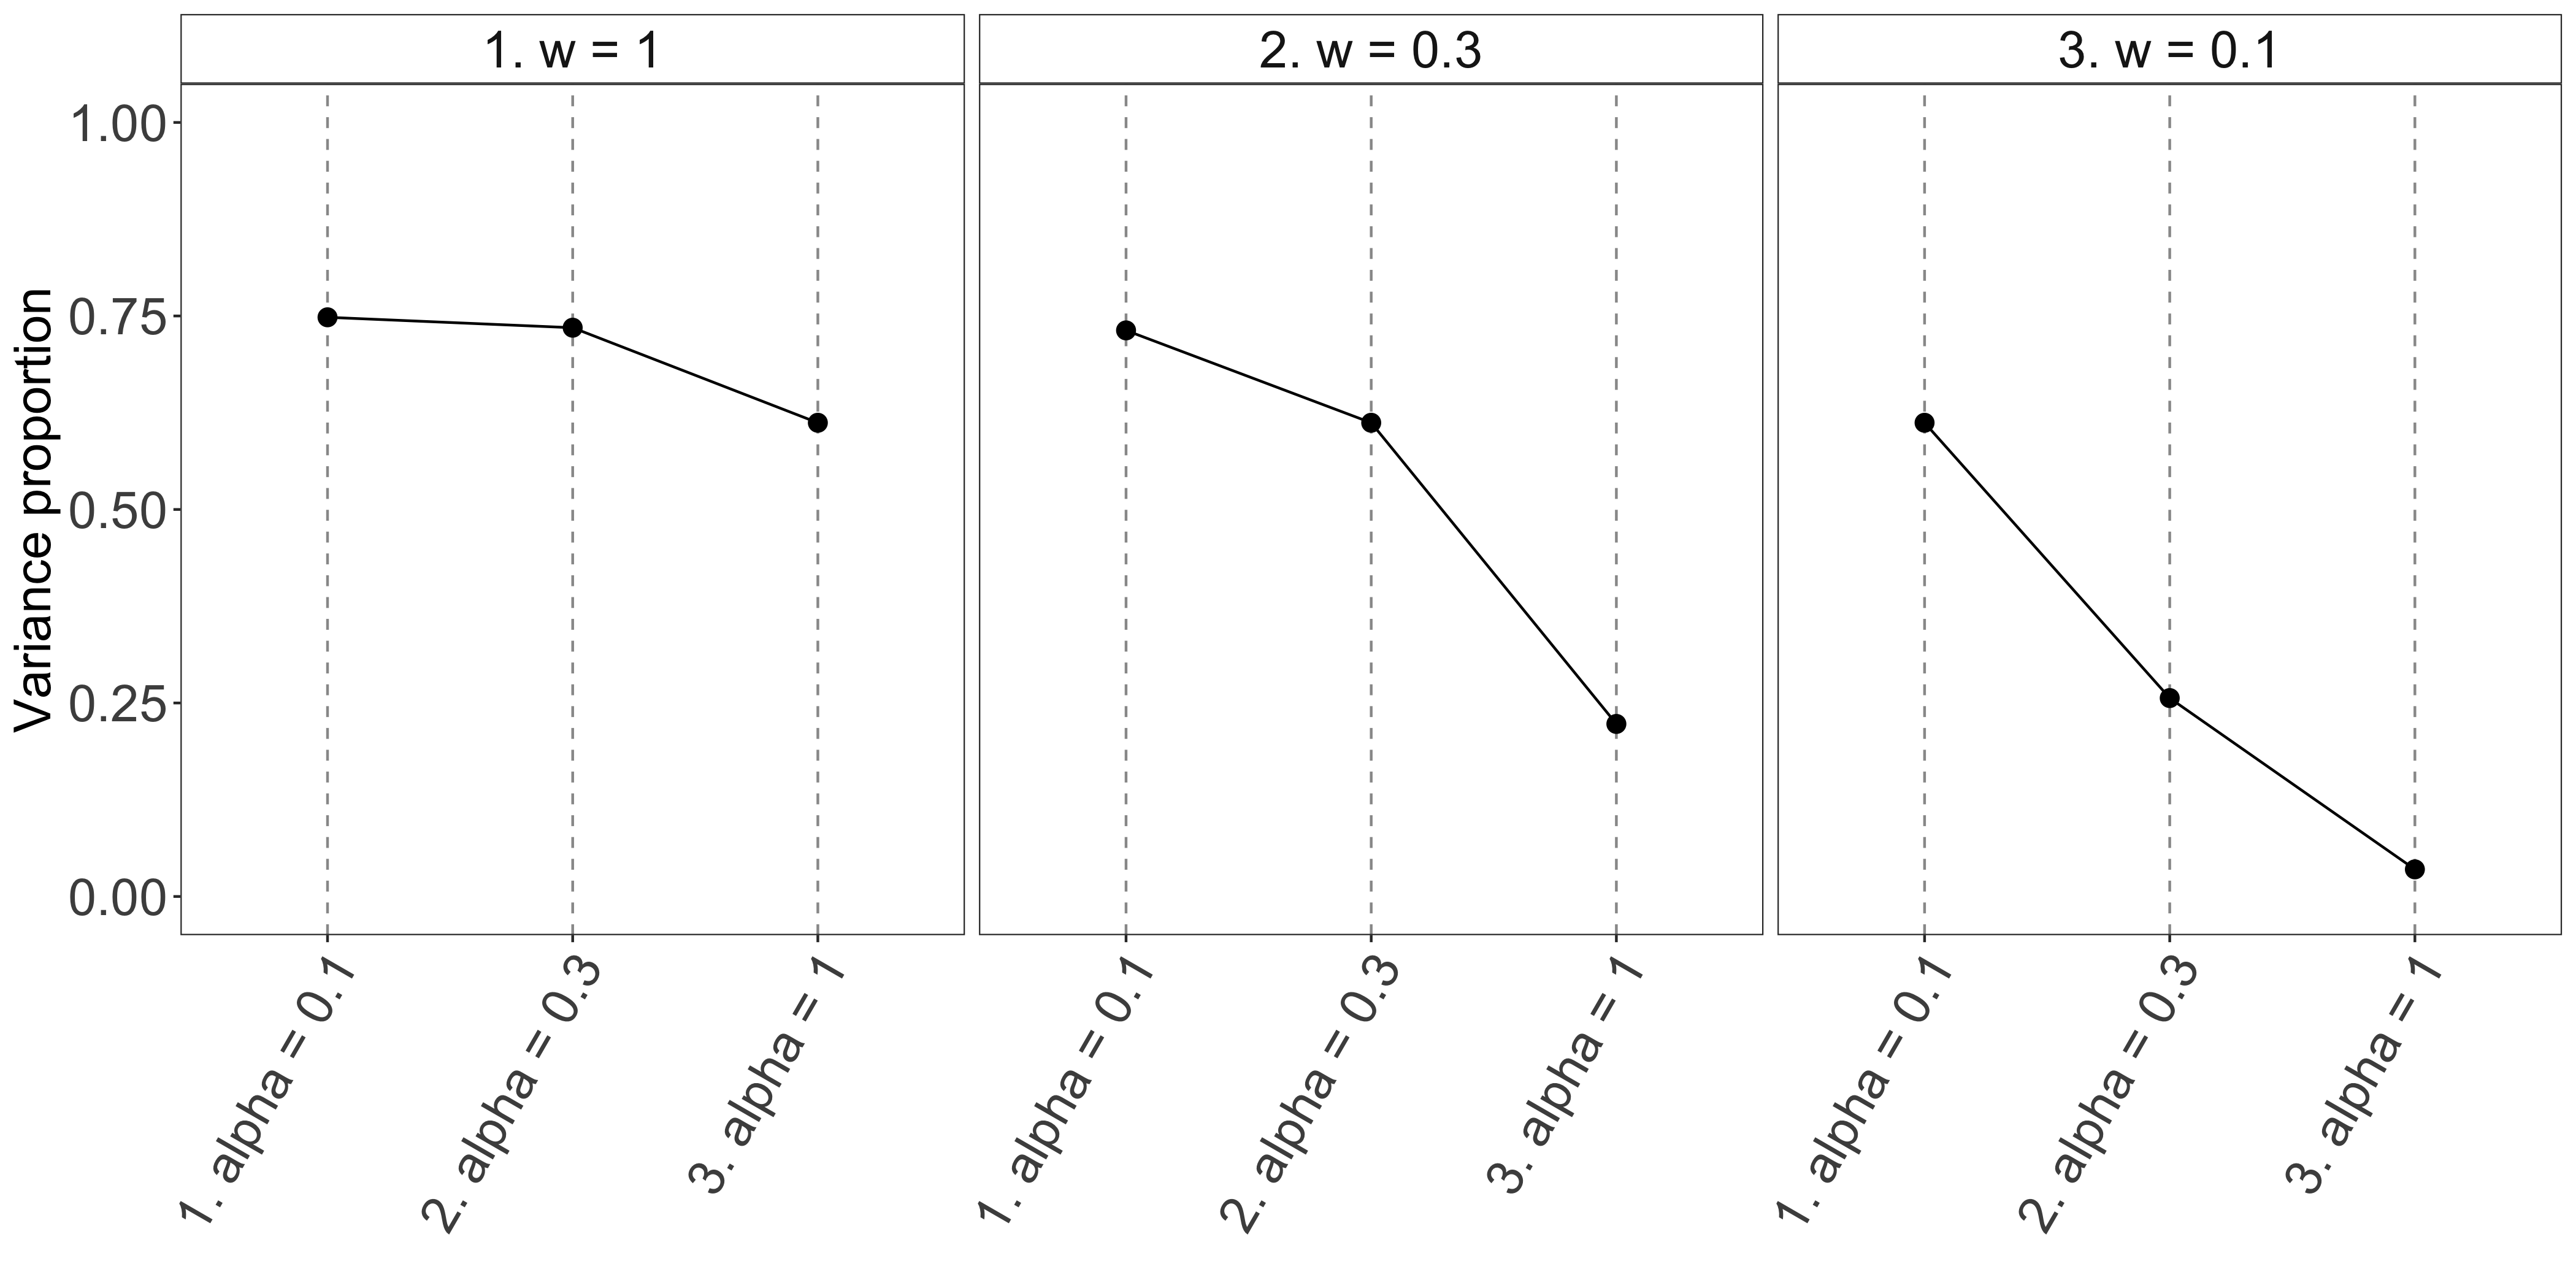 1. w = 1
2. w = 0.3
3. w = 0.1
Variance proportion
1.00
0.75
0.50
0.25
0.00
1. alpha = 0.1
2. alpha = 0.3
3. alpha = 1
1. alpha = 0.1
2. alpha = 0.3
3. alpha = 1
1. alpha = 0.1
2. alpha = 0.3
3. alpha = 1